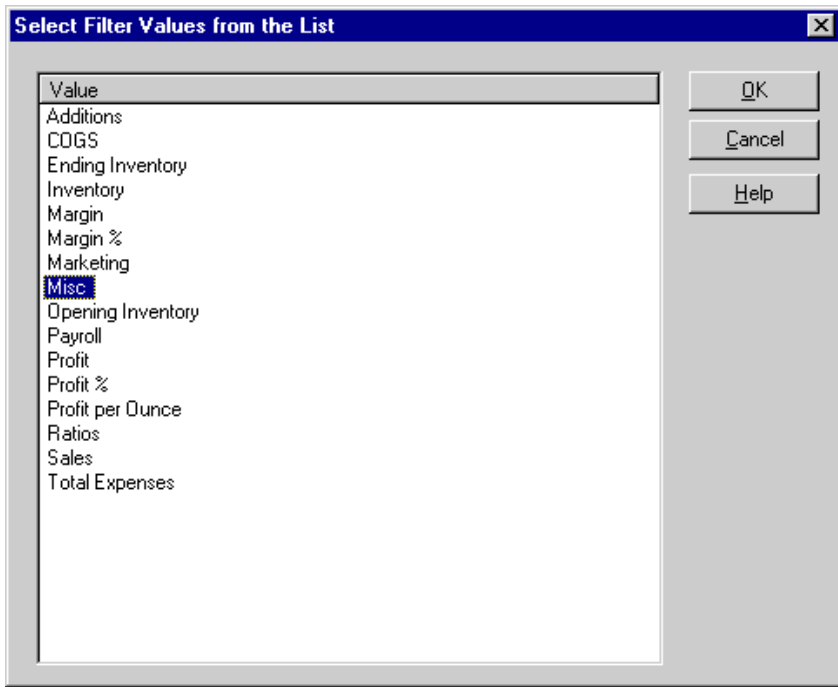 Select Filter Values from the List
Value
Additions
COGS
Ending Inventory
Inventory
Margin
Margin %
Marketing
Misc
Opening Inventory
Payroll
Profit
Profit %
Profit per Ounce
Ratios
Sales
Total Expenses
OK
Cancel
Help